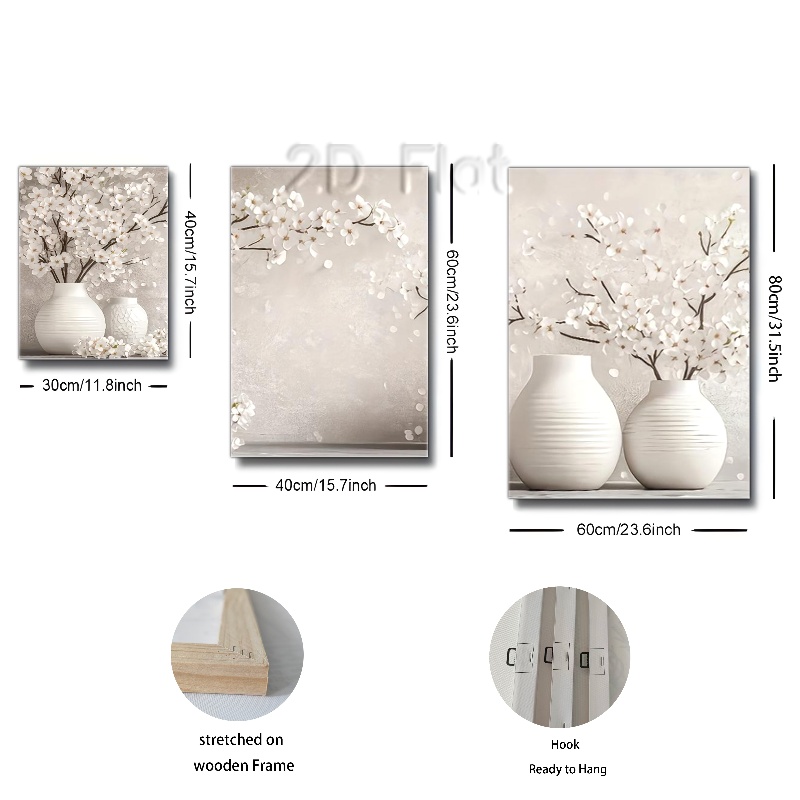 2D Flat
40cm/15.7inch
30cm/11.8inch
60cm/23.6inch
40cm/15.7inch
80cm/31.5inch
60cm/23.6inch
stretched on
wooden Frame
Hook
Ready to Hang